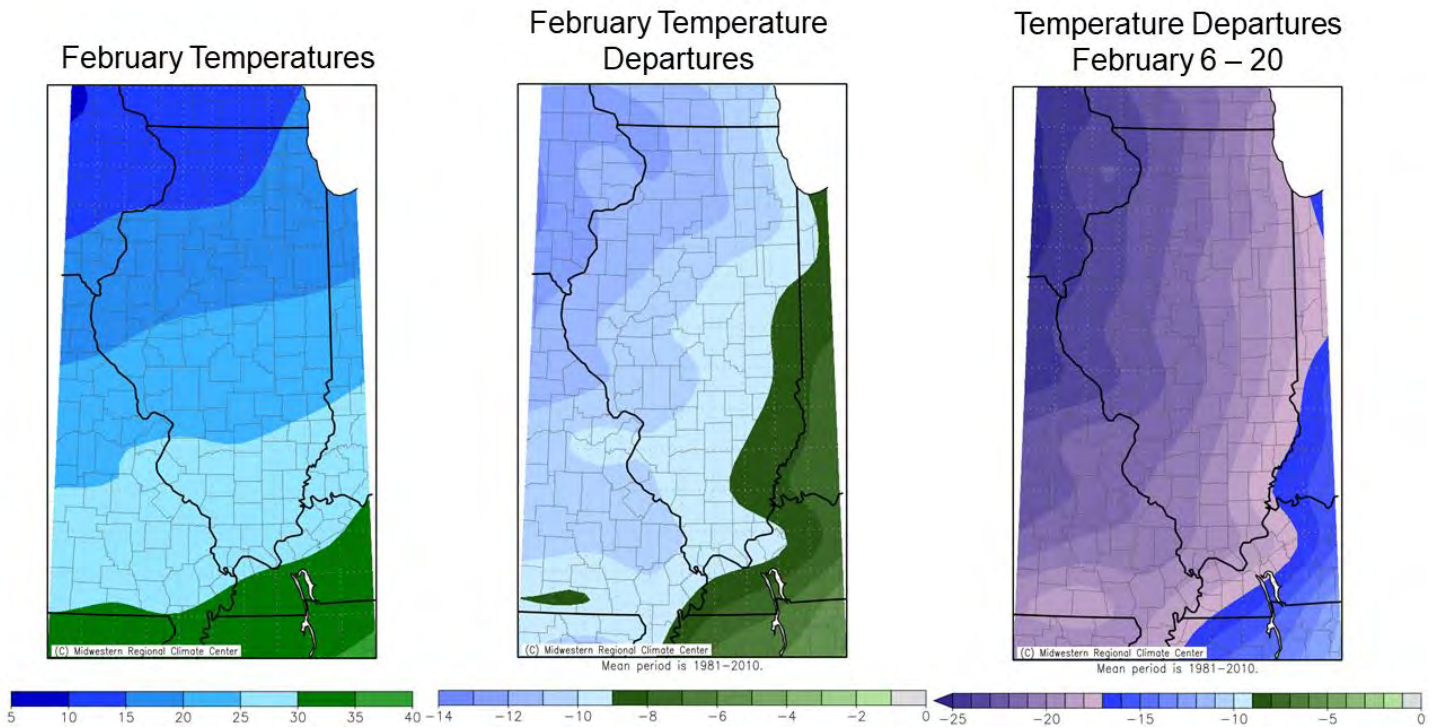 February Temperatures
February Temperature
Departures
Temperature Departures
February 6 – 20
(C) Midwestern Regional Climate Center
(C) Midwestern Regional Climate Center
Mean period is 1981-2010.
(C) Midwestern Regional Climate Center
Mean period is 1981-2010.
5 10 15 20 25 30 35 40
-14 -12 -10 -8 -6 -4 -2 0
-25 -20 -15 -10 -5 0